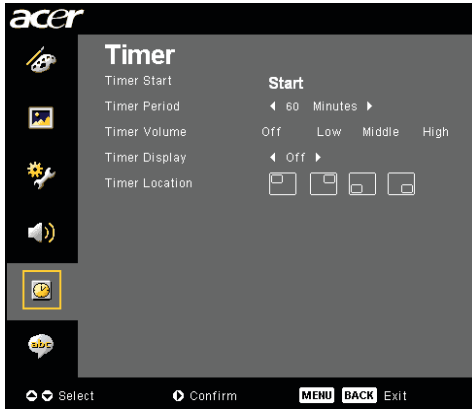 acer
Timer
Timer Start Start
Timer Period 60 Minutes
Timer Volume Off Low Middle High
Timer Display Off
Timer Location
abc
Select Confirm MENU BACK Exit